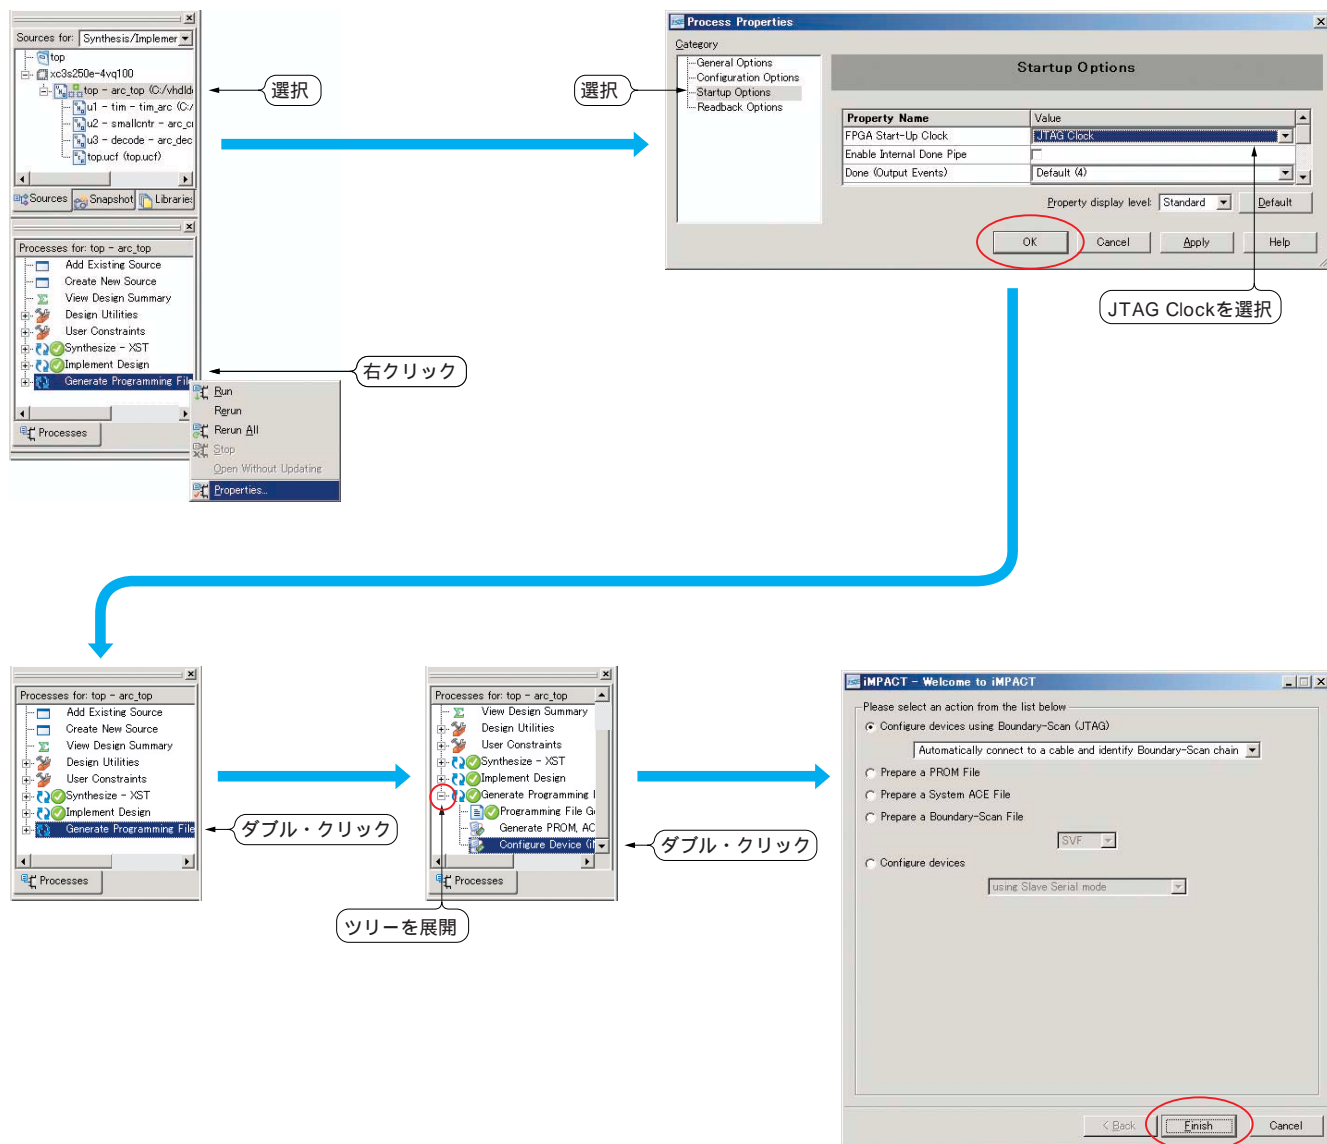 Sources for: Synthesis/Implemer
top
xc3s250e-4vq100
top - arc_top (C:/vhdld
u1 - tim - tim_arc (C:/
u2 - smallcntr - arc_c
u3 - decode - arc_dec
top.ucf (top.ucf)
Sources Snapshot Libraries
選択
Processes for: top - arc_top
Add Existing Source
Create New Source
View Design Summary
Design Utilities
User Constraints
Synthesize - XST
Implement Design
Generate Programming Fil
Processes
右クリック
Run
Rerun
Rerun All
Stop
Open Without Updating
Properties...
Process Properties
Category
General Options
Configuration Options
Startup Options
Readback Options
選択
Startup Options
Property Name Value
FPGA Start-Up Clock JTAG Clock
Enable Internal Done Pipe
Done (Output Events) Default (4)
Property display level: Standard Default
OK Cancel Apply Help
JTAG Clockを選択
Processes for: top - arc_top
Add Existing Source
Create New Source
View Design Summary
Design Utilities
User Constraints
Synthesize - XST
Implement Design
Generate Programming File
Processes
ダブル・クリック
Processes for: top - arc_top
View Design Summary
Design Utilities
User Constraints
Synthesize - XST
Implement Design
Generate Programming
Programming File G
Generate PROM, AC
Configure Device (i
Processes
ダブル・クリック
ツリーを展開
iMPACT - Welcome to iMPACT
Please select an action from the list below
Configure devices using Boundary-Scan (JTAG)
Automatically connect to a cable and identify Boundary-Scan chain
Prepare a PROM File
Prepare a System ACE File
Prepare a Boundary-Scan File
SVF
Configure devices
using Slave Serial mode
< Back Finish Cancel